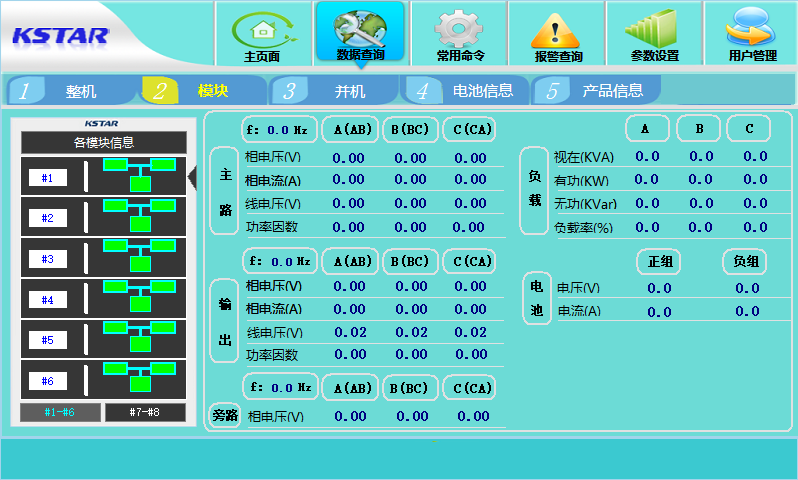 KSTAR
主页面 数据查询 常用命令 报警查询 参数设置 用户管理
1 整机 2 模块 3 并机 4 电池信息 5 产品信息
KSTAR
各模块信息
#1
#2
#3
#4
#5
#6
#1-#6 #7-#8
主路
f: 0.0 Hz A(AB) B(BC) C(CA)
相电压(V) 0.00 0.00 0.00
相电流(A) 0.00 0.00 0.00
线电压(V) 0.00 0.00 0.00
功率因数 0.00 0.00 0.00
输出
f: 0.0 Hz A(AB) B(BC) C(CA)
相电压(V) 0.00 0.00 0.00
相电流(A) 0.00 0.00 0.00
线电压(V) 0.02 0.02 0.02
功率因数 0.00 0.00 0.00
f: 0.0 Hz A(AB) B(BC) C(CA)
旁路 相电压(V) 0.00 0.00 0.00
负载
A B C
视在(KVA) 0.0 0.0 0.0
有功(KW) 0.0 0.0 0.0
无功(KVar) 0.0 0.0 0.0
负载率(%) 0.0 0.0 0.0
电池
正组 负组
电压(V) 0.0 0.0
电流(A) 0.0 0.0